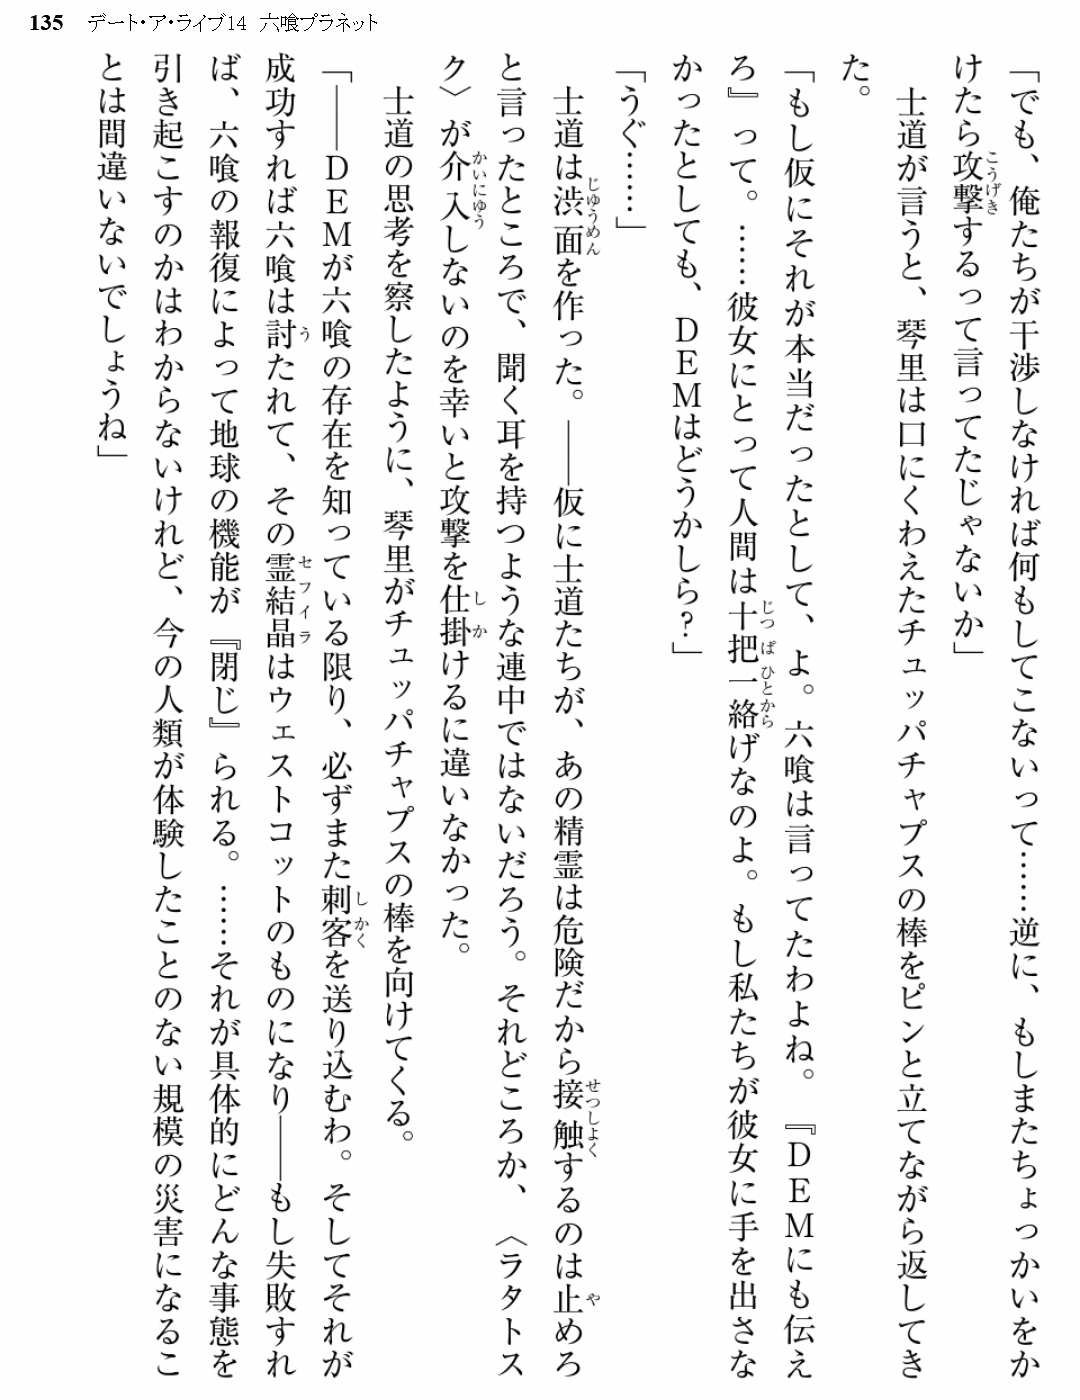 135 デート・ア・ライブ14 六喰プラネット
「でも、俺たちが干渉しなければ何もしてこないって……逆に、もしまたちょっかいをか
けたら攻撃するって言ってたじゃないか」
士道が言うと、琴里は口にくわえたチュッパチャプスの棒をピンと立てながら返してき
た。
「もし仮にそれが本当だったとして、よ。六喰は言ってたわよね。『DEMにも伝え
ろ』って。……彼女にとって人間は十把一絡げなのよ。もし私たちが彼女に手を出さな
かったとしても、DEMはどうかしら?」
「うぐ……」
士道は渋面を作った。――仮に士道たちが、あの精霊は危険だから接触するのは止めろ
と言ったところで、聞く耳を持つような連中ではないだろう。それどころか、〈ラタトス
ク〉が介入しないのを幸いと攻撃を仕掛けるに違いなかった。
士道の思考を察したように、琴里がチュッパチャプスの棒を向けてくる。
「――DEMが六喰の存在を知っている限り、必ずまた刺客を送り込むわ。そしてそれが
成功すれば六喰は討たれて、その霊結晶はウェストコットのものになり――もし失敗すれ
ば、六喰の報復によって地球の機能が『閉じ』られる。……それが具体的にどんな事態を
引き起こすのかはわからないけれど、今の人類が体験したことのない規模の災害になるこ
とは間違いないでしょうね」